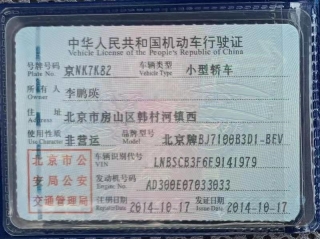 中华人民共和国机动车行驶证
Vehicle License of the People's Republic of China
号牌号码 京NK7K82 车辆类型 小型轿车
Plate No. Vehicle Type
所有人 李鹏瑛
Owner
住址 北京市房山区韩村河镇西
Address
使用性质 非营运 品牌型号 北京牌BJ7100B3D1-BEV
Use Character Model
北京市公 车辆识别代号 LNBSCB3F6E9141979
VIN
安局公安 发动机号码 AD300E07033033
Engine No.
交通管理局 注册日期 2014-10-17 发证日期 2014-10-17
Register Date Issue Date